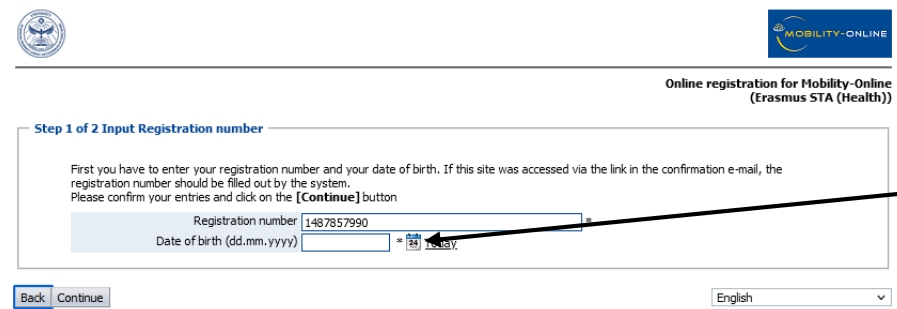 MOBILITY-ONLINE
Online registration for Mobility-Online
(Erasmus STA (Health))
Step 1 of 2 Input Registration number
First you have to enter your registration number and your date of birth. If this site was accessed via the link in the confirmation e-mail, the
registration number should be filled out by the system.
Please confirm your entries and click on the [Continue] button
Registration number 1487857990 *
Date of birth (dd.mm.yyyy) * 24 Today
Back Continue English